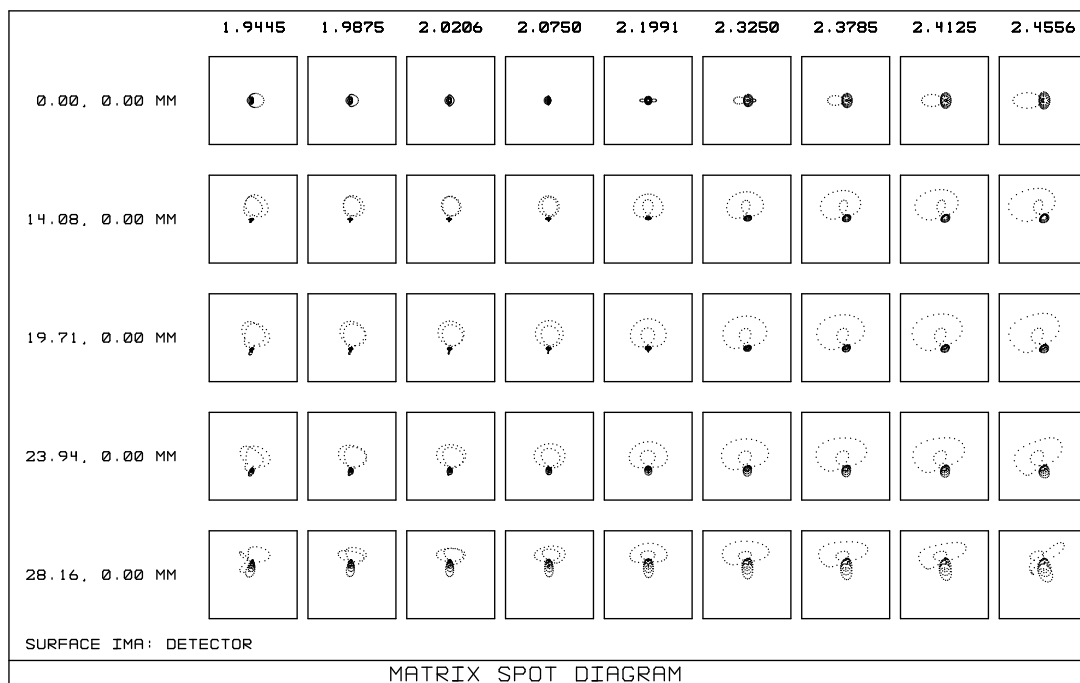 1.9445 1.9875 2.0206 2.0750 2.1991 2.3250 2.3785 2.4125 2.4556
0.00, 0.00 MM
14.08, 0.00 MM
19.71, 0.00 MM
23.94, 0.00 MM
28.16, 0.00 MM
SURFACE IMA: DETECTOR
MATRIX SPOT DIAGRAM